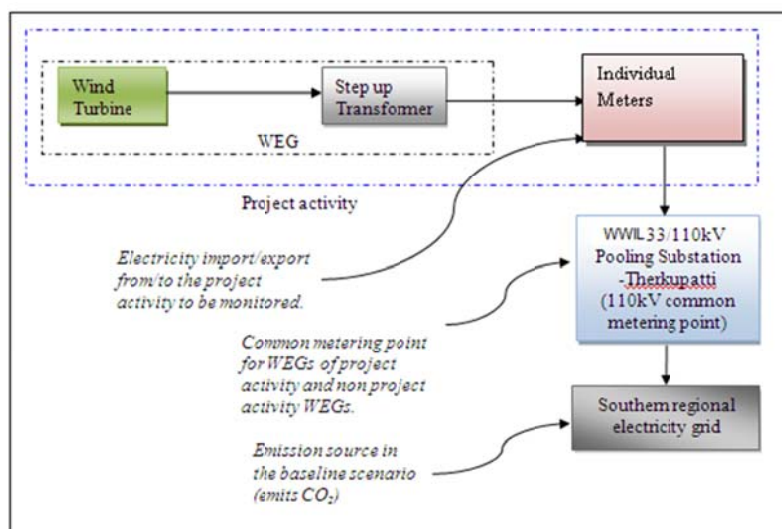 Wind
Turbine
Step up
Transformer
Individual
Meters
WEG
Project activity
Electricity import/export
from/to the project
activity to be monitored.
WWIL 33/110kV
Pooling Substation
-Therkupatti
(110kV common
metering point)
Common metering point
for WEGs of project
activity and non project
activity WEGs.
Southern regional
electricity grid
Emission source in
the baseline scenario
(emits CO₂)